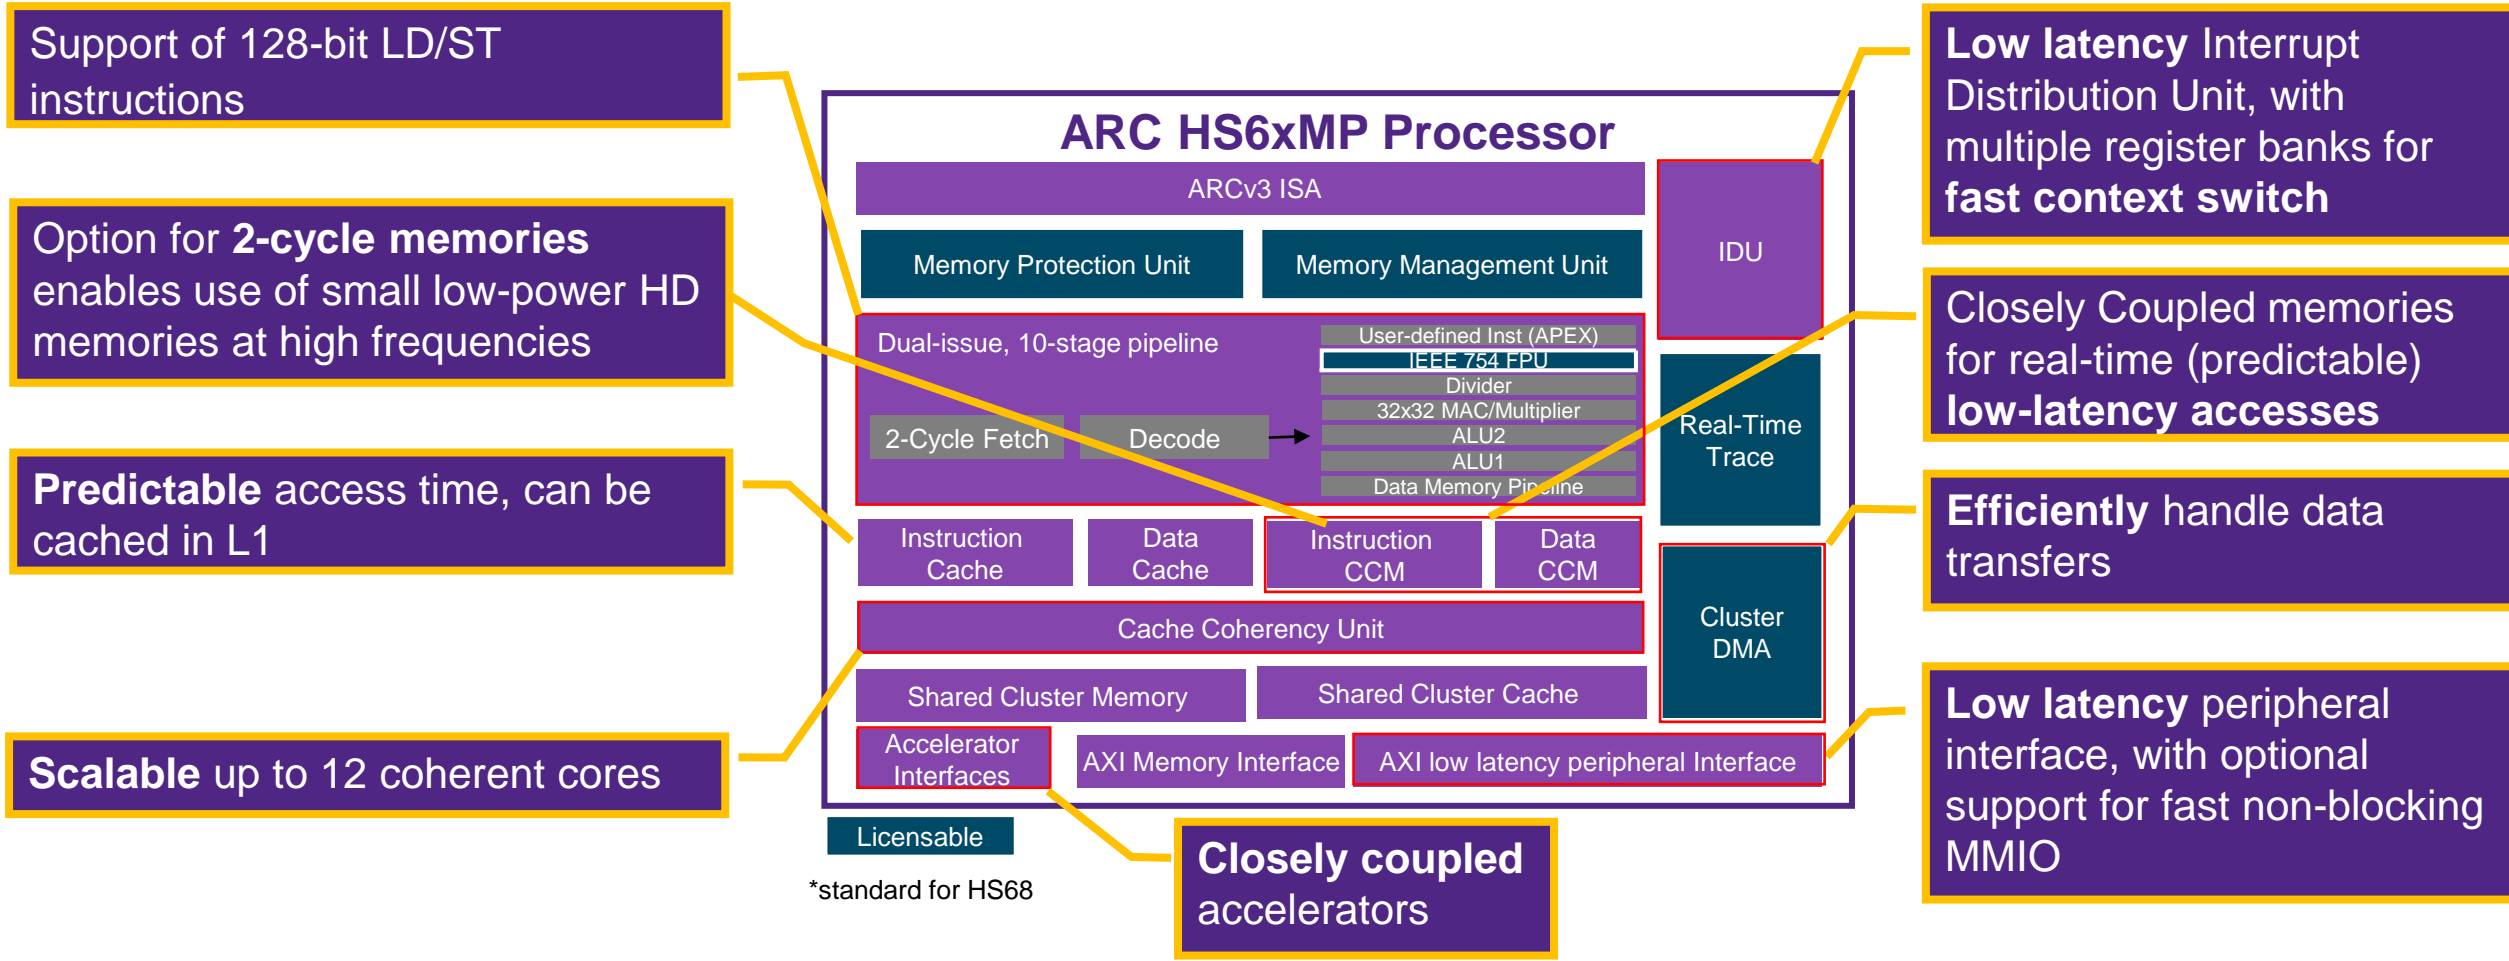 Support of 128-bit LD/ST
instructions
Option for 2-cycle memories
enables use of small low-power HD
memories at high frequencies
Predictable access time, can be
cached in L1
Scalable up to 12 coherent cores
ARC HS6xMP Processor
ARCv3 ISA
Memory Protection Unit
Memory Management Unit
IDU
Dual-issue, 10-stage pipeline
2-Cycle Fetch
Decode
User-defined Inst (APEX)
IEEE 754 FPU
Divider
32x32 MAC/Multiplier
ALU2
ALU1
Data Memory Pipeline
Real-Time
Trace
Instruction
Cache
Data
Cache
Instruction
CCM
Data
CCM
Cache Coherency Unit
Cluster
DMA
Shared Cluster Memory
Shared Cluster Cache
Accelerator
Interfaces
AXI Memory Interface
AXI low latency peripheral Interface
Licensable
*standard for HS68
Closely coupled
accelerators
Low latency Interrupt
Distribution Unit, with
multiple register banks for
fast context switch
Closely Coupled memories
for real-time (predictable)
low-latency accesses
Efficiently handle data
transfers
Low latency peripheral
interface, with optional
support for fast non-blocking
MMIO